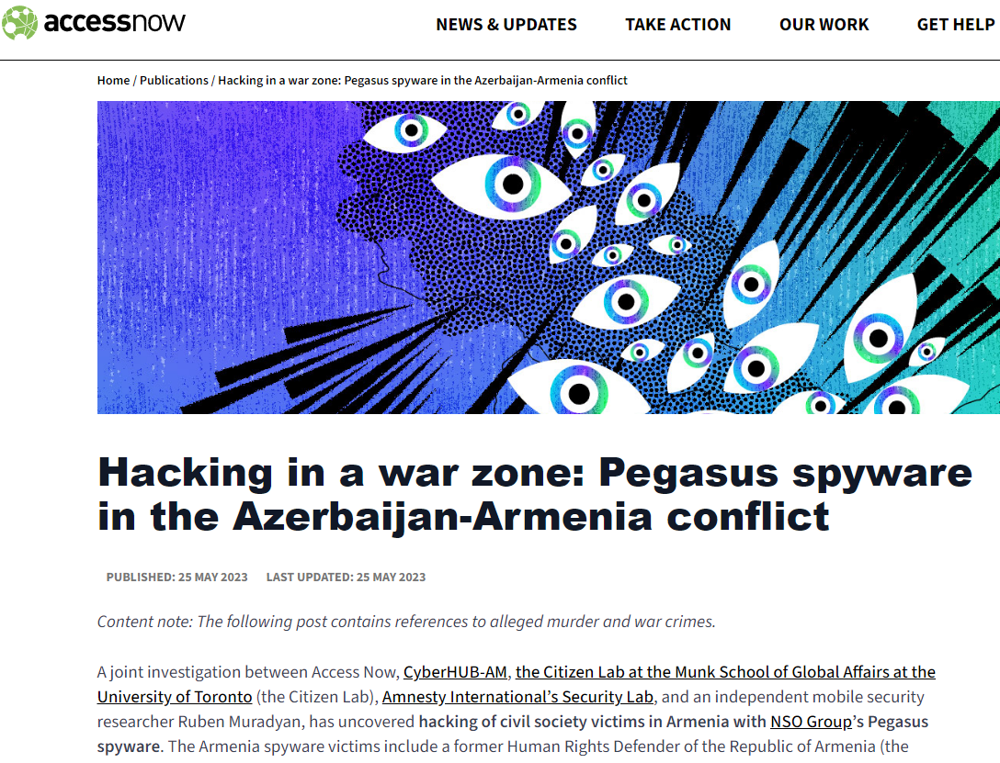 accessnow
NEWS & UPDATES TAKE ACTION OUR WORK GET HELP
Home / Publications / Hacking in a war zone: Pegasus spyware in the Azerbaijan-Armenia conflict
Hacking in a war zone: Pegasus spyware
in the Azerbaijan-Armenia conflict
PUBLISHED: 25 MAY 2023 LAST UPDATED: 25 MAY 2023
Content note: The following post contains references to alleged murder and war crimes.
A joint investigation between Access Now, CyberHUB-AM, the Citizen Lab at the Munk School of Global Affairs at the
University of Toronto (the Citizen Lab), Amnesty International’s Security Lab, and an independent mobile security
researcher Ruben Muradyan, has uncovered hacking of civil society victims in Armenia with NSO Group’s Pegasus
spyware. The Armenia spyware victims include a former Human Rights Defender of the Republic of Armenia (the